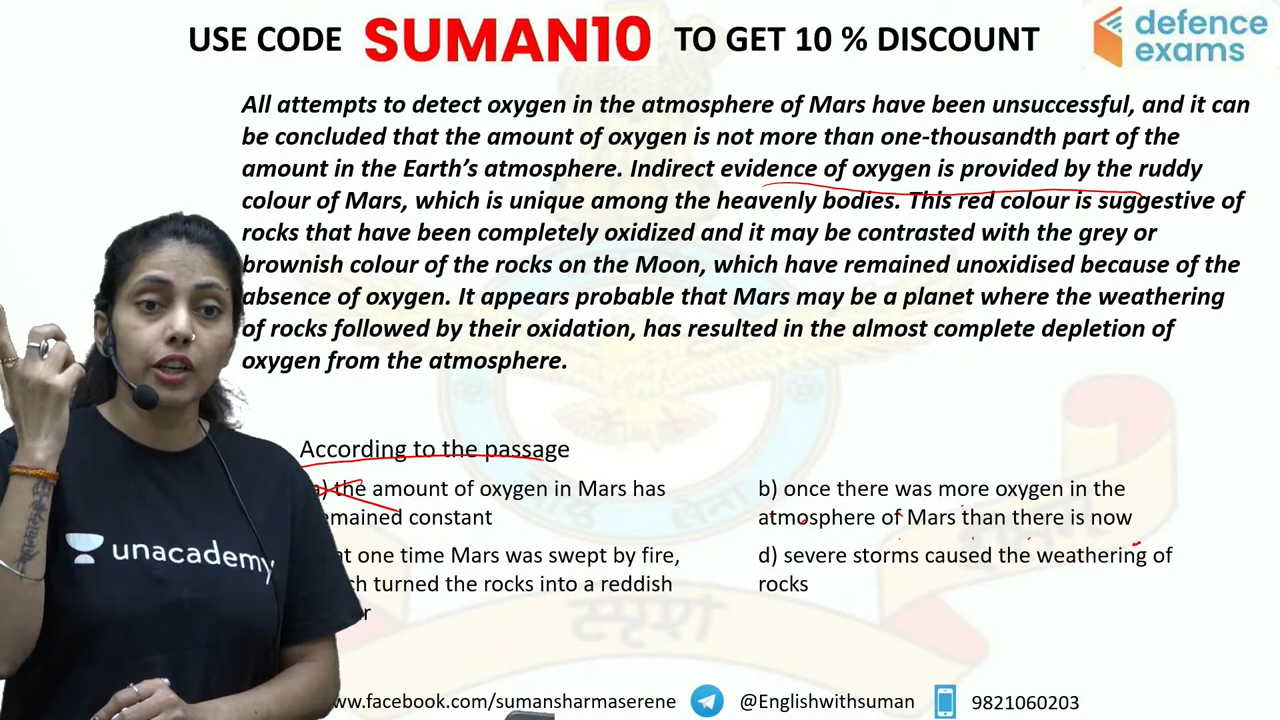 USE CODE SUMAN10 TO GET 10 % DISCOUNT
defence
exams
All attempts to detect oxygen in the atmosphere of Mars have been unsuccessful, and it can
be concluded that the amount of oxygen is not more than one-thousandth part of the
amount in the Earth's atmosphere. Indirect evidence of oxygen is provided by the ruddy
colour of Mars, which is unique among the heavenly bodies. This red colour is suggestive of
rocks that have been completely oxidized and it may be contrasted with the grey or
brownish colour of the rocks on the Moon, which have remained unoxidised because of the
absence of oxygen. It appears probable that Mars may be a planet where the weathering
of rocks followed by their oxidation, has resulted in the almost complete depletion of
oxygen from the atmosphere.
According to the passage
a) the amount of oxygen in Mars has
emained constant
b) once there was more oxygen in the
atmosphere of Mars than there is now
at one time Mars was swept by fire,
ch turned the rocks into a reddish
r
d) severe storms caused the weathering of
rocks
unacademy
ww.facebook.com/sumansharmaserene @Englishwithsuman 9821060203